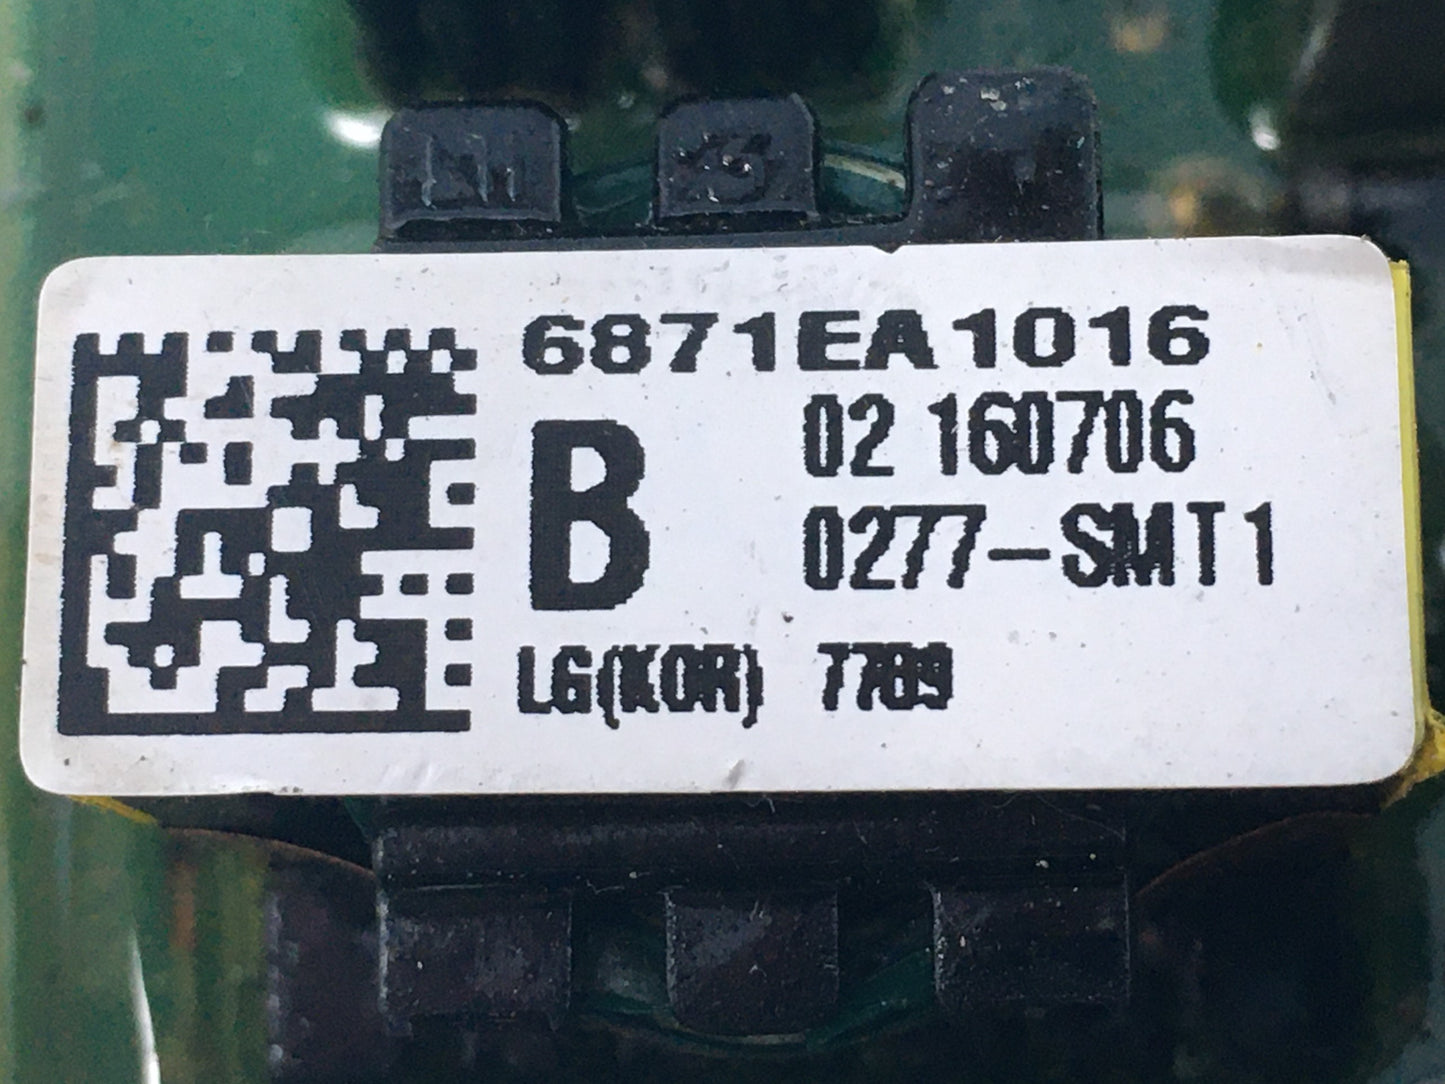 6871EA1016
B
02 160706
0277-SMT1
LG(KOR) 7789